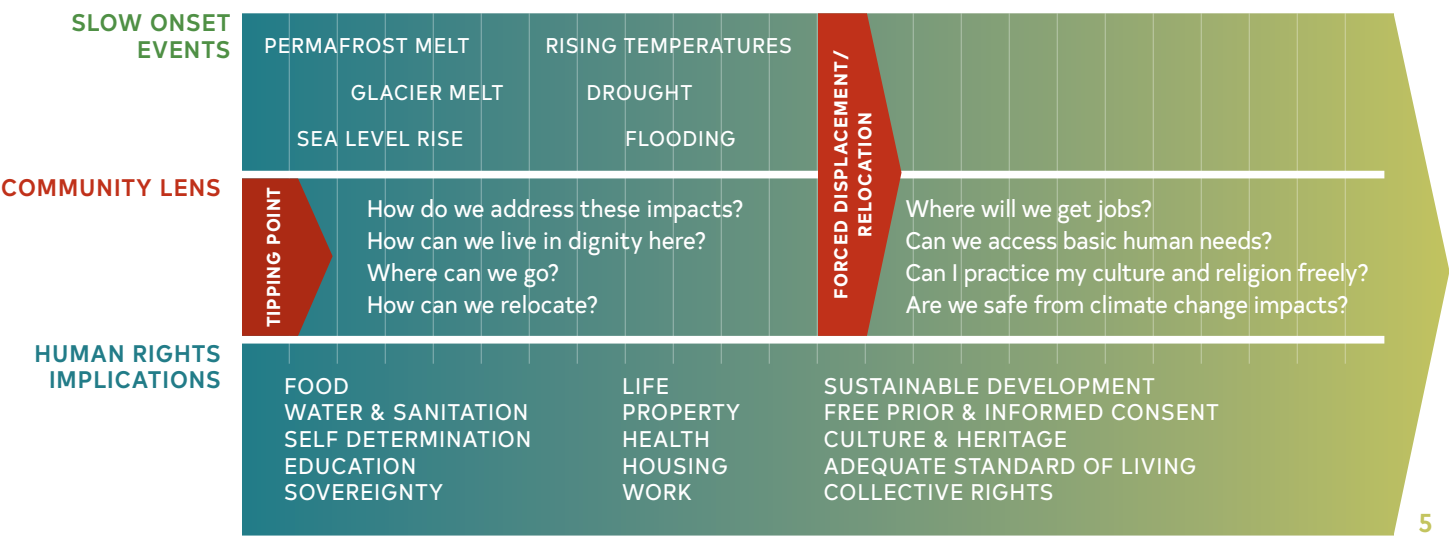 SLOW ONSET
EVENTS
PERMAFROST MELT
RISING TEMPERATURES
GLACIER MELT
DROUGHT
SEA LEVEL RISE
FLOODING
FORCED DISPLACEMENT/
RELOCATION
COMMUNITY LENS
TIPPING POINT
How do we address these impacts?
How can we live in dignity here?
Where can we go?
How can we relocate?
Where will we get jobs?
Can we access basic human needs?
Can I practice my culture and religion freely?
Are we safe from climate change impacts?
HUMAN RIGHTS
IMPLICATIONS
FOOD
WATER & SANITATION
SELF DETERMINATION
EDUCATION
SOVEREIGNTY
LIFE
PROPERTY
HEALTH
HOUSING
WORK
SUSTAINABLE DEVELOPMENT
FREE PRIOR & INFORMED CONSENT
CULTURE & HERITAGE
ADEQUATE STANDARD OF LIVING
COLLECTIVE RIGHTS
5